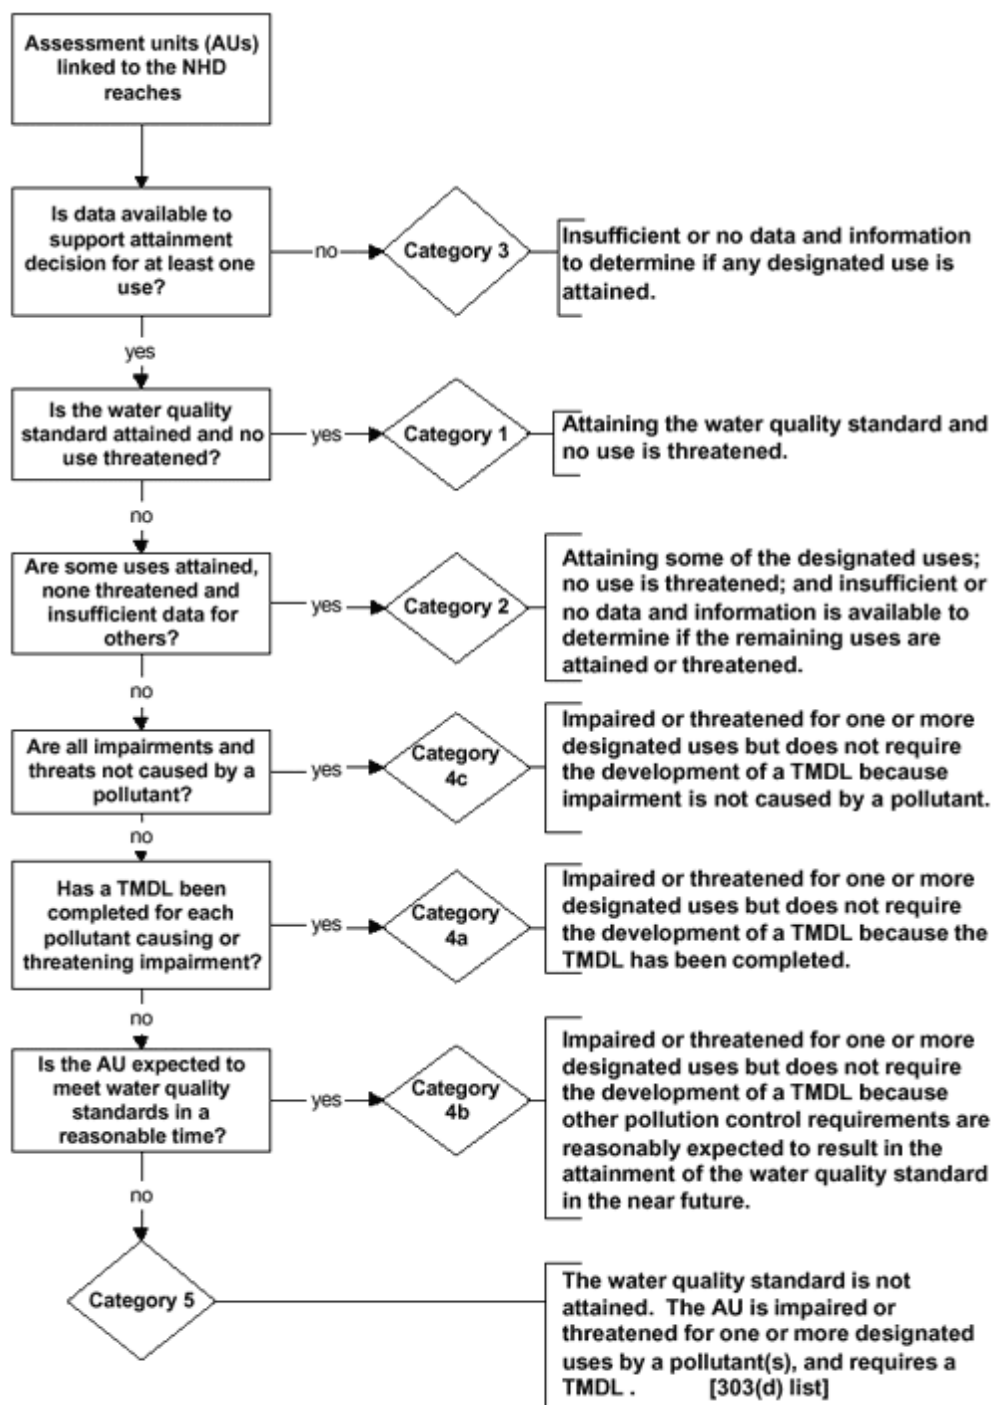 Assessment units (AUs)
linked to the NHD
reaches
Is data available to
support attainment
decision for at least one
use?
no
Category 3
Insufficient or no data and information
to determine if any designated use is
attained.
yes
Is the water quality
standard attained and no
use threatened?
yes
Category 1
Attaining the water quality standard and
no use is threatened.
no
Are some uses attained,
none threatened and
insufficient data for
others?
yes
Category 2
Attaining some of the designated uses;
no use is threatened; and insufficient or
no data and information is available to
determine if the remaining uses are
attained or threatened.
no
Are all impairments and
threats not caused by a
pollutant?
yes
Category
4c
Impaired or threatened for one or more
designated uses but does not require
the development of a TMDL because
impairment is not caused by a pollutant.
no
Has a TMDL been
completed for each
pollutant causing or
threatening impairment?
yes
Category
4a
Impaired or threatened for one or more
designated uses but does not require
the development of a TMDL because the
TMDL has been completed.
no
Is the AU expected to
meet water quality
standards in a
reasonable time?
yes
Category
4b
Impaired or threatened for one or more
designated uses but does not require
the development of a TMDL because
other pollution control requirements are
reasonably expected to result in the
attainment of the water quality standard
in the near future.
no
Category 5
The water quality standard is not
attained. The AU is impaired or
threatened for one or more designated
uses by a pollutant(s), and requires a
TMDL . [303(d) list]